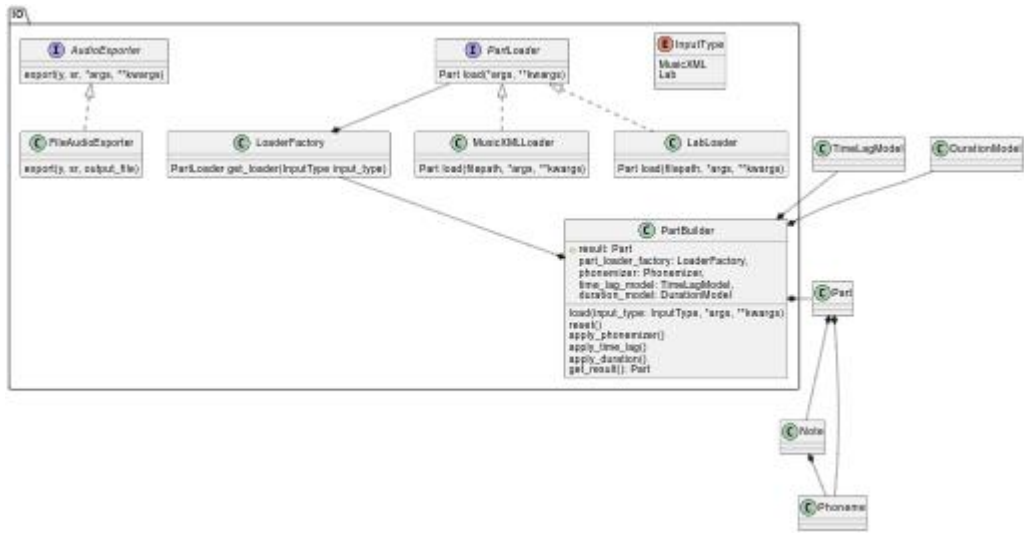 IO
I AudioExporter
export(y, sr, *args, **kwargs)
I PartLoader
Part load(*args, **kwargs)
E InputType
MusicXML
Lab
C FileAudioExporter
export(y, sr, output_file)
C LoaderFactory
PartLoader get_loader(InputType input_type)
C MusicXMLLoader
Part load(filepath, *args, **kwargs)
C LabLoader
Part load(filepath, *args, **kwargs)
C TimeLagModel
C DurationModel
C PartBuilder
result: Part
part_loader_factory: LoaderFactory,
phonemizer: Phonemizer,
time_lag_model: TimeLagModel,
duration_model: DurationModel
load(input_type: InputType, *args, **kwargs)
reset()
apply_phonemizer()
apply_time_lag()
apply_duration()
get_result(): Part
C Part
C Note
C Phoneme